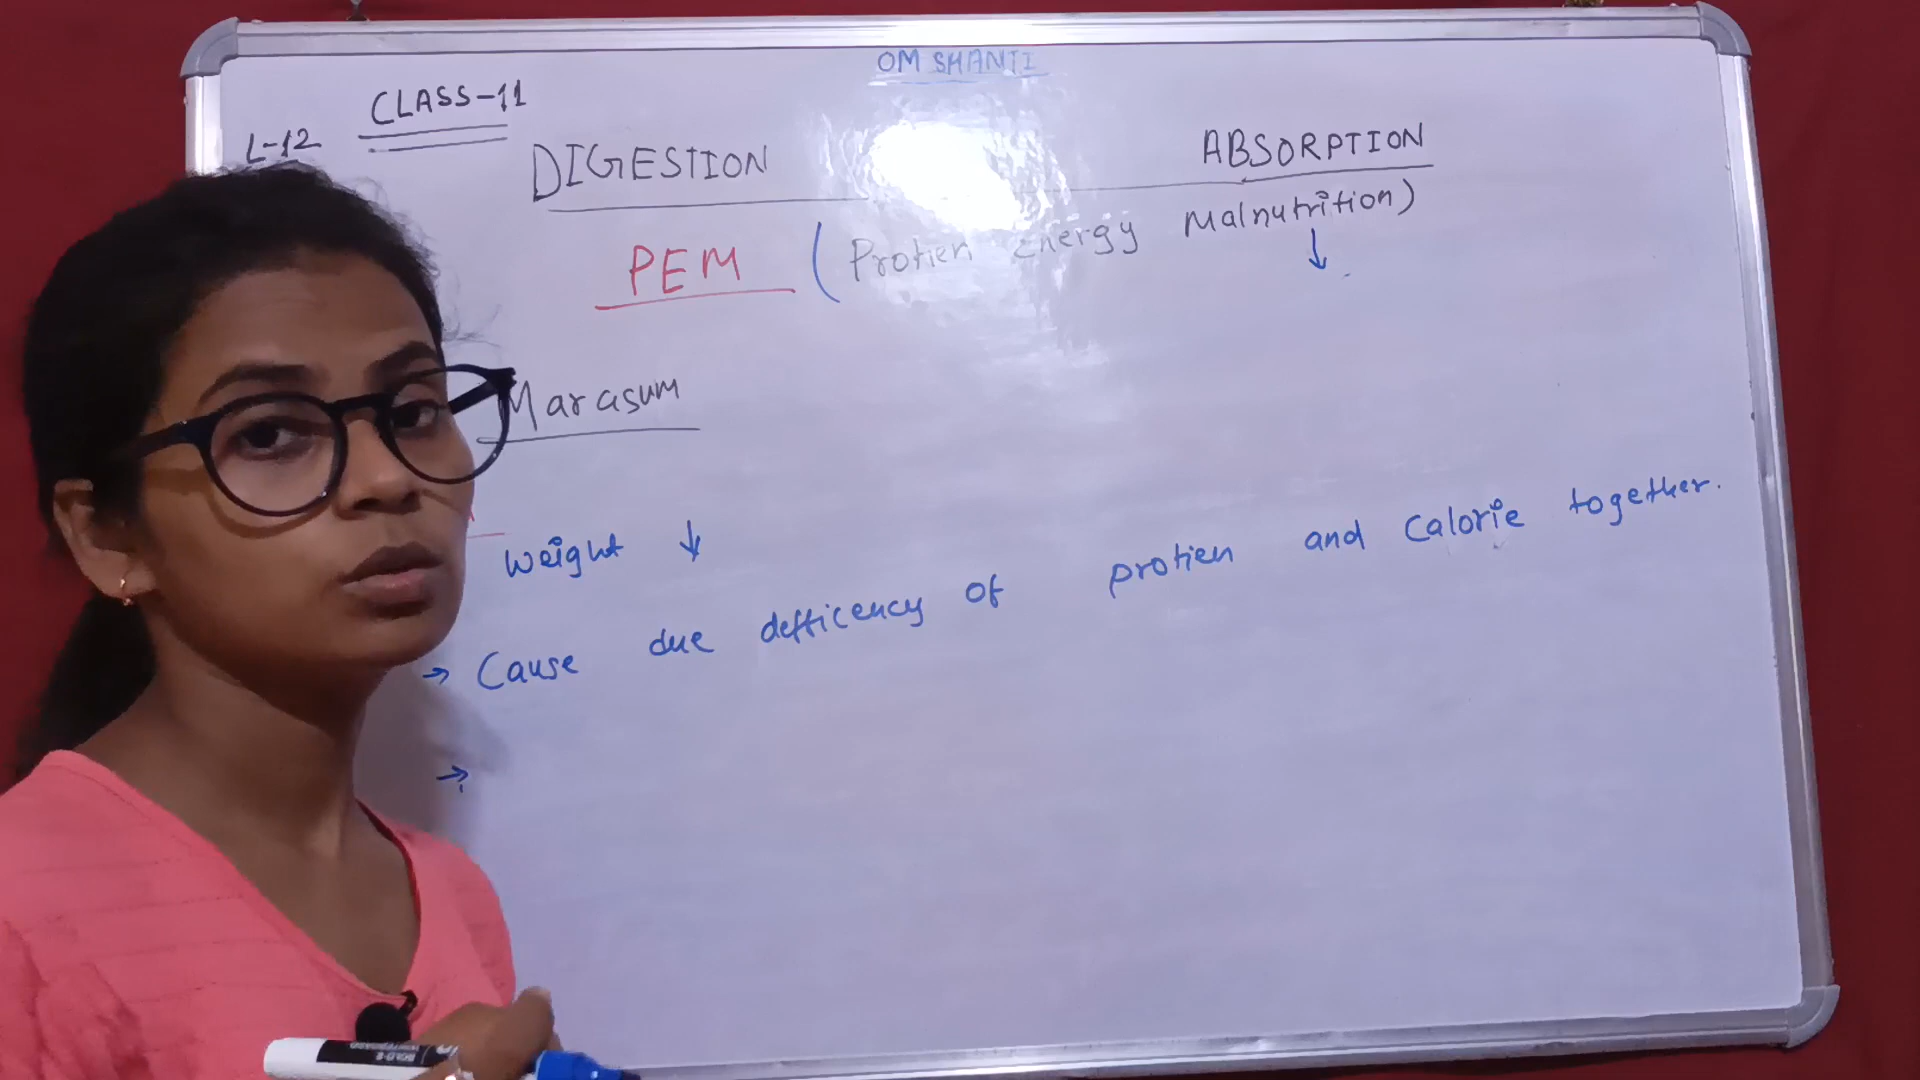 OM SHANTI
CLASS-11
L-12
DIGESTION ABSORPTION
PEM (Protien Energy Malnutrition) ↓
Marasum
Weight ↓
→ Cause due defficency of protien and Calorie together.
→